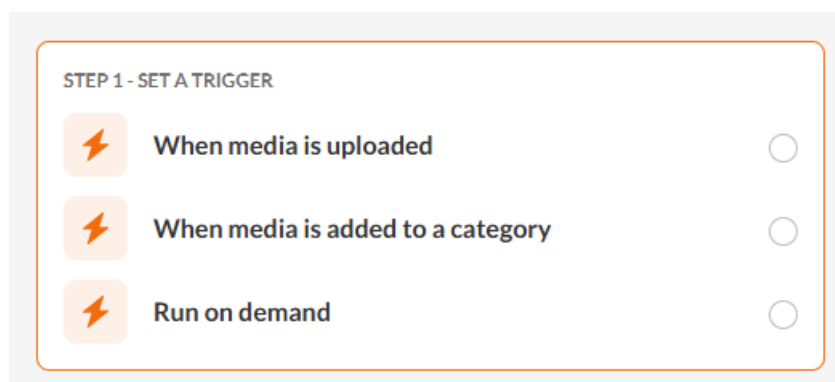 STEP 1 - SET A TRIGGER
When media is uploaded
When media is added to a category
Run on demand